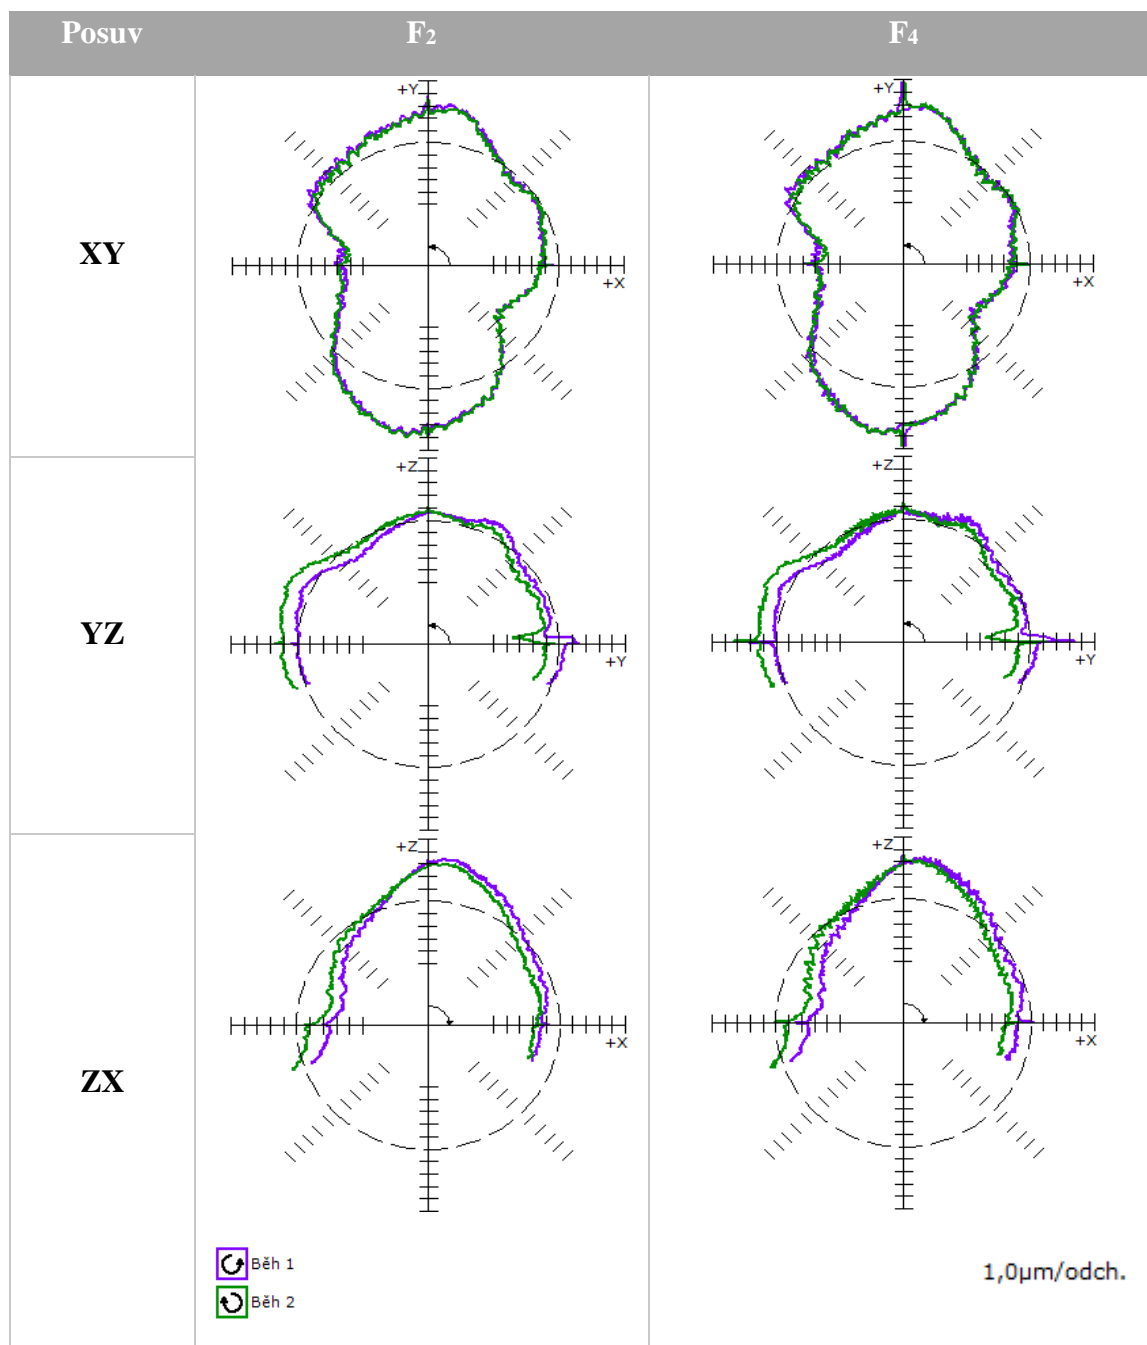 Posuv F2 F4
XY +Y +X +Y +X
YZ +Z +Y +Z +Y
ZX +Z +X +Z +X
Běh 1
Běh 2
1,0μm/odch.